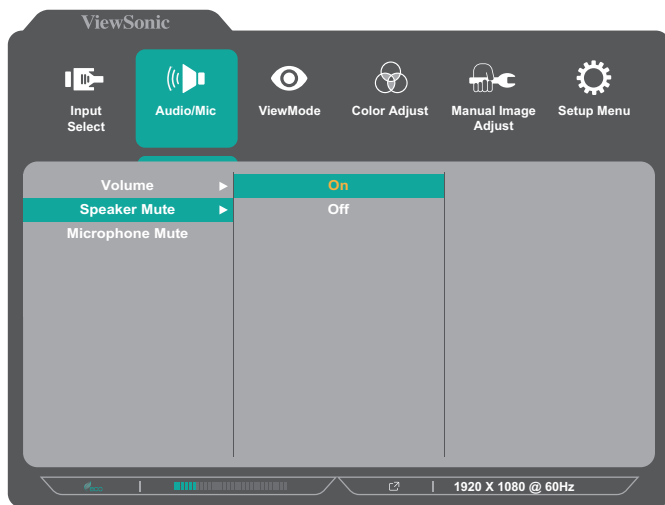 ViewSonic
Input
Select
Audio/Mic
ViewMode
Color Adjust
Manual Image
Adjust
Setup Menu
Volume
On
Speaker Mute
Off
Microphone Mute
eco
1920 X 1080 @ 60Hz